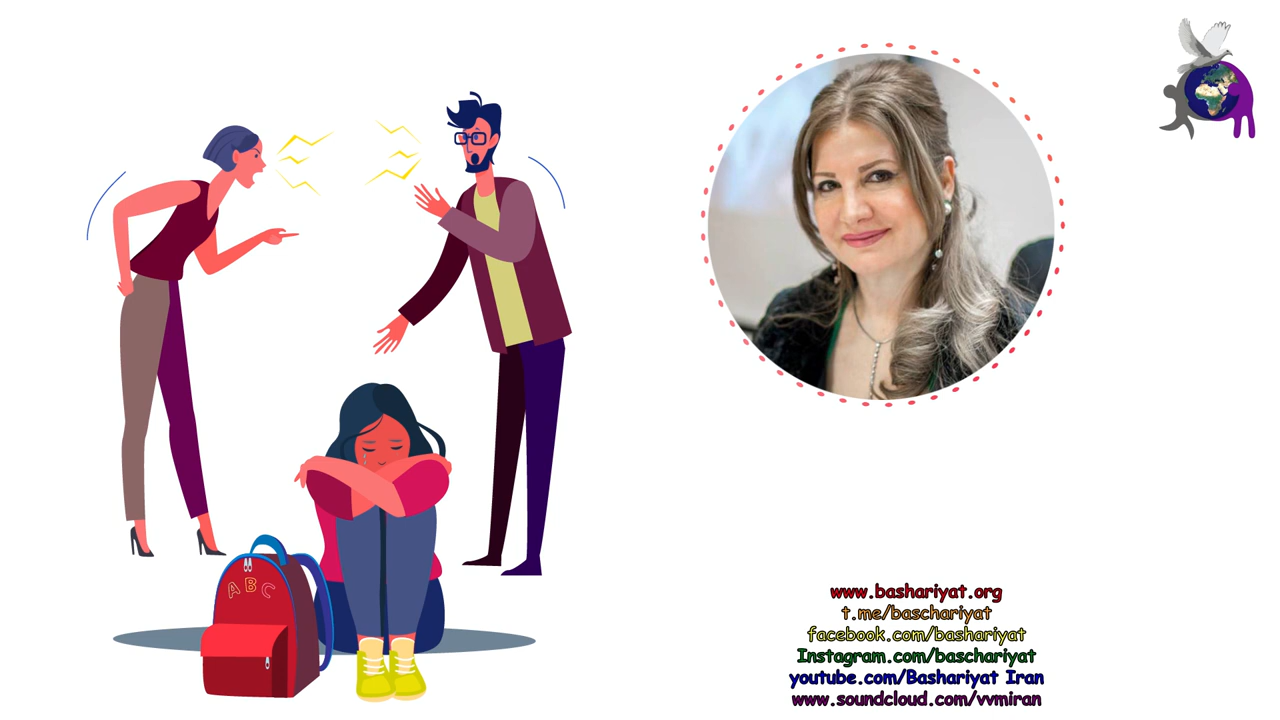 ABC
www.bashariyat.org
t.me/baschariyat
facebook.com/bashariyat
Instagram.com/baschariyat
youtube.com/Bashariyat Iran
www.soundcloud.com/vvmiran